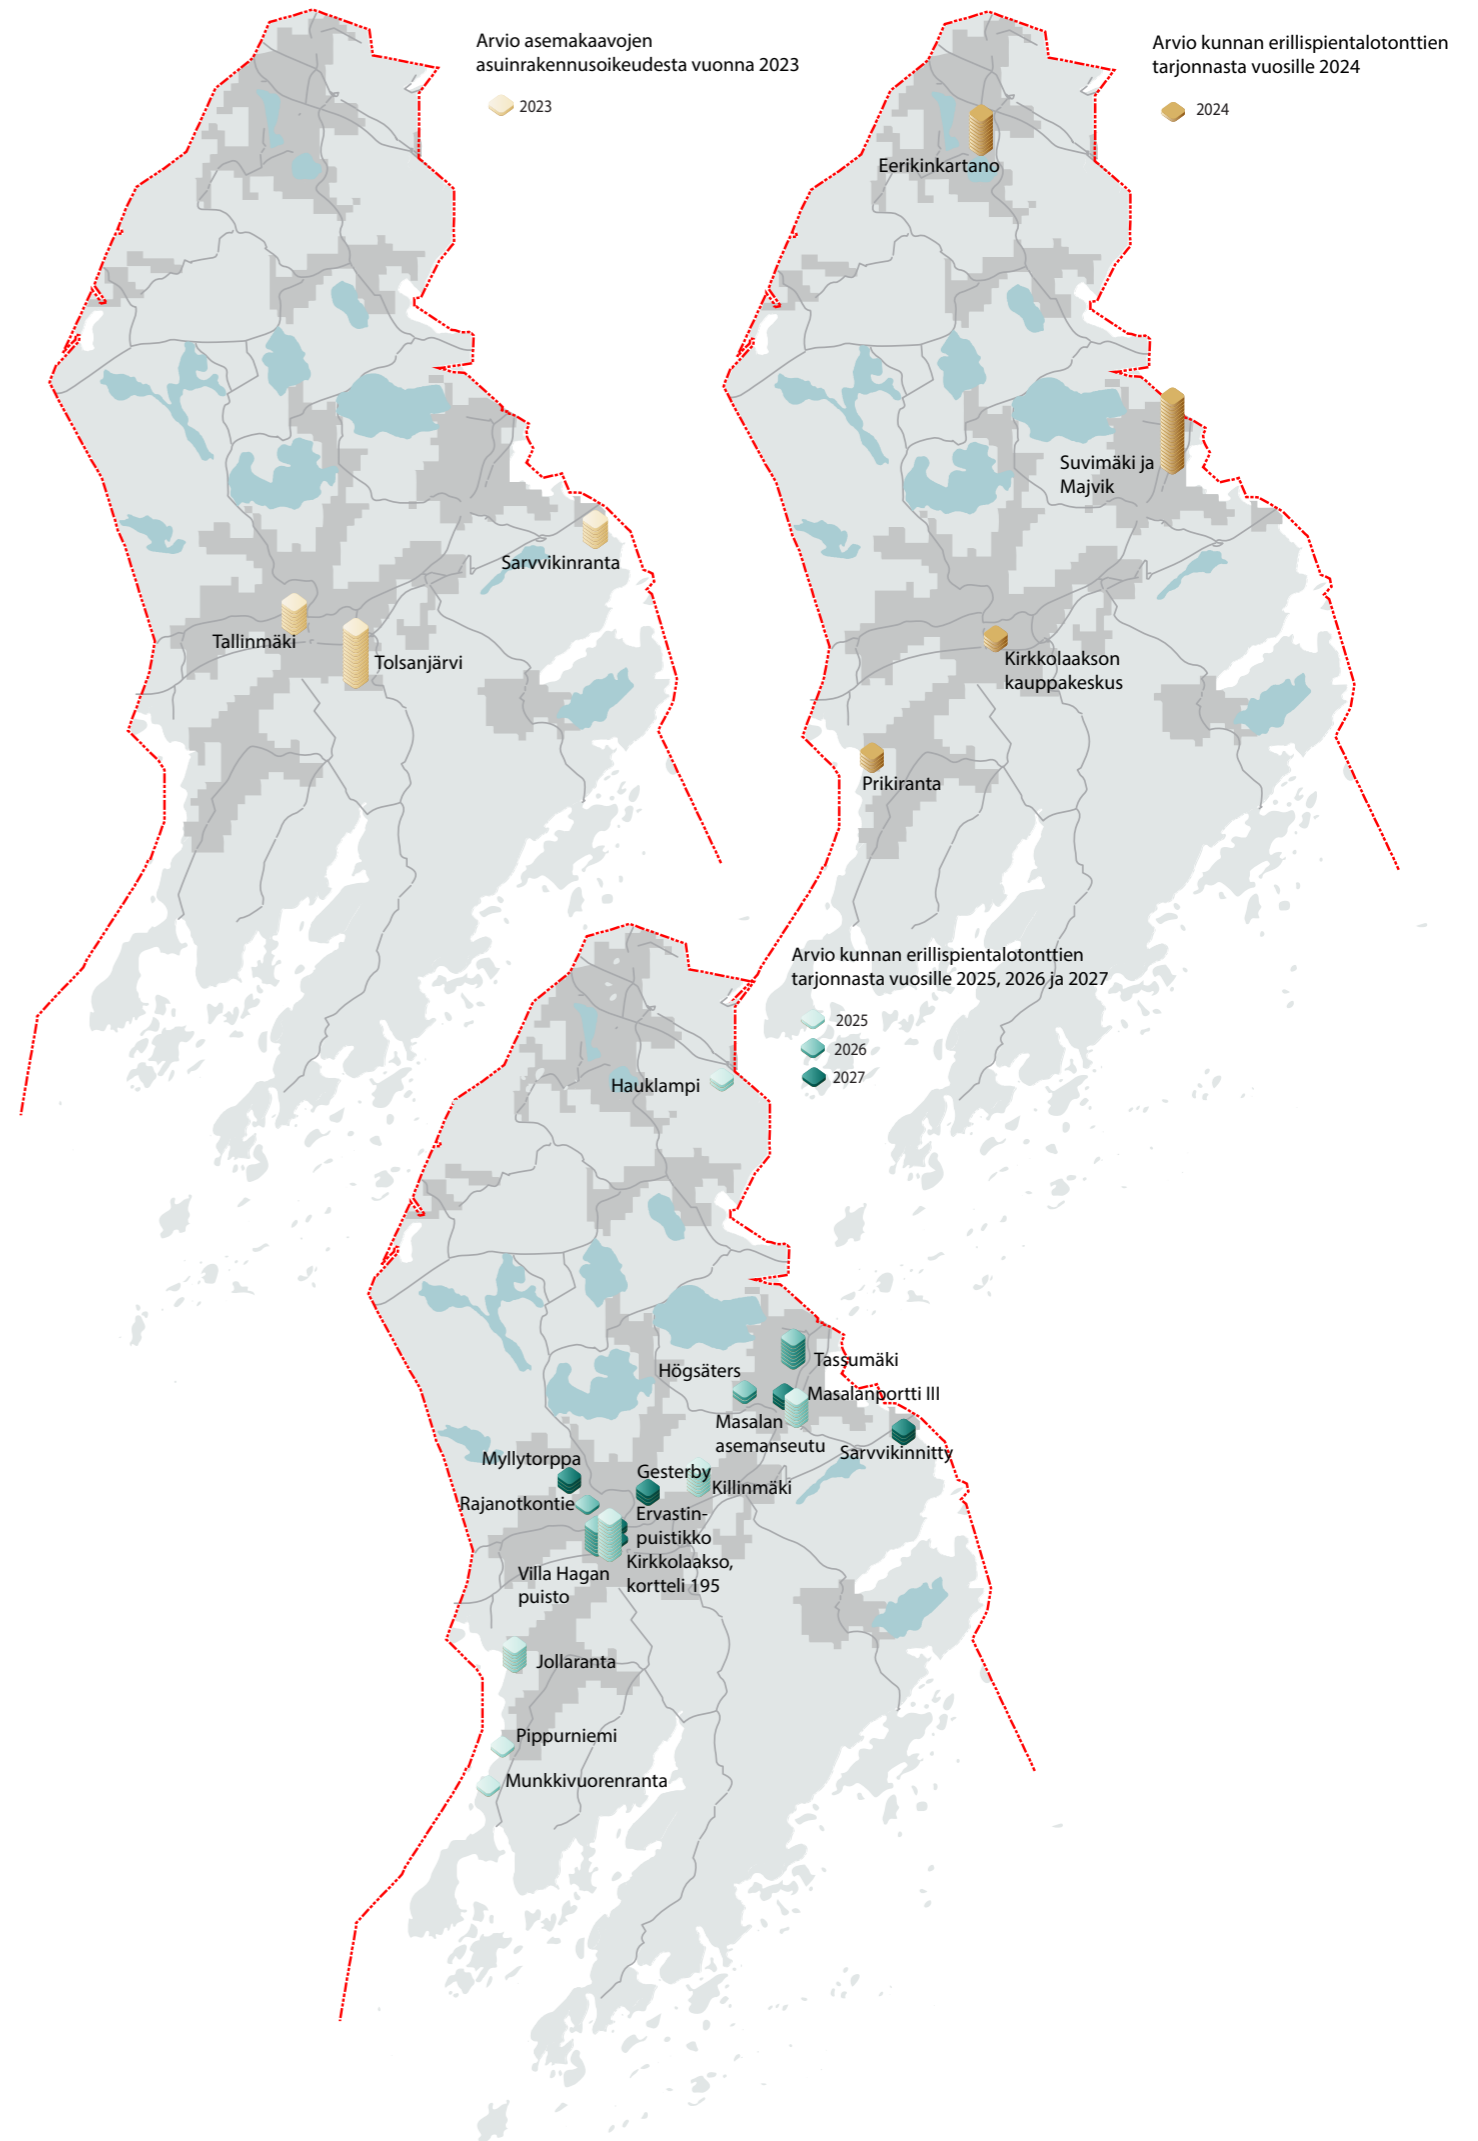 Arvio asemakaavojen
asuinrakennusoikeudesta vuonna 2023
2023
Sarvvikinranta
Tallinmäki
Tolsanjärvi
Arvio kunnan erillispientalotonttien
tarjonnasta vuosille 2024
2024
Eerikinkartano
Suvimäki ja
Majvik
Kirkkolaakson
kauppakeskus
Prikiranta
Arvio kunnan erillispientalotonttien
tarjonnasta vuosille 2025, 2026 ja 2027
2025
2026
2027
Hauklampi
Tassumäki
Högsäters
Masalanportti III
Masalan
asemanseutu
Sarvvikinnitty
Myllytorppa
Gesterby
Killinmäki
Rajanotkontie
Ervastin-
puistikko
Kirkkolaakso,
kortteli 195
Villa Hagan
puisto
Jollaranta
Pippurniemi
Munkkivuorenranta